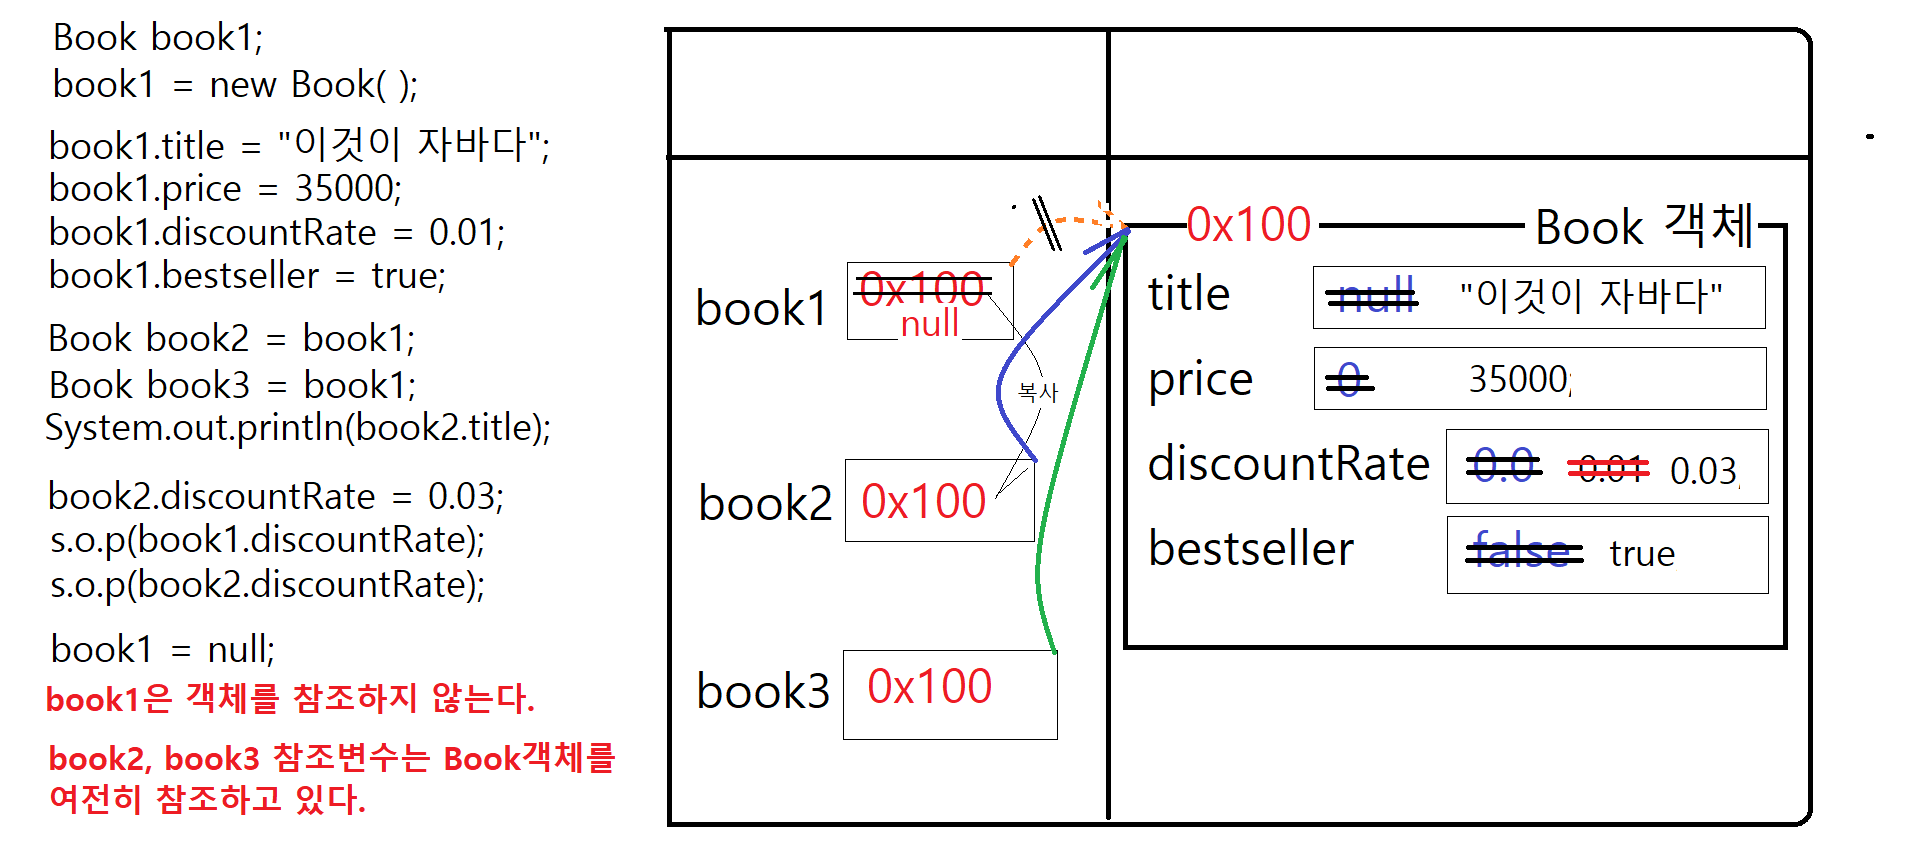 Book book1;
book1 = new Book( );
book1.title = "이것이 자바다";
book1.price = 35000;
book1.discountRate = 0.01;
book1.bestseller = true;
Book book2 = book1;
Book book3 = book1;
System.out.println(book2.title);
book2.discountRate = 0.03;
s.o.p(book1.discountRate);
s.o.p(book2.discountRate);
book1 = null;
book1은 객체를 참조하지 않는다.
book2, book3 참조변수는 Book객체를
여전히 참조하고 있다.
book1 0x100
null
복사
book2 0x100
book3 0x100
0x100 Book 객체
title null "이것이 자바다"
price 0 35000;
discountRate 0.0 0.01 0.03,
bestseller false true